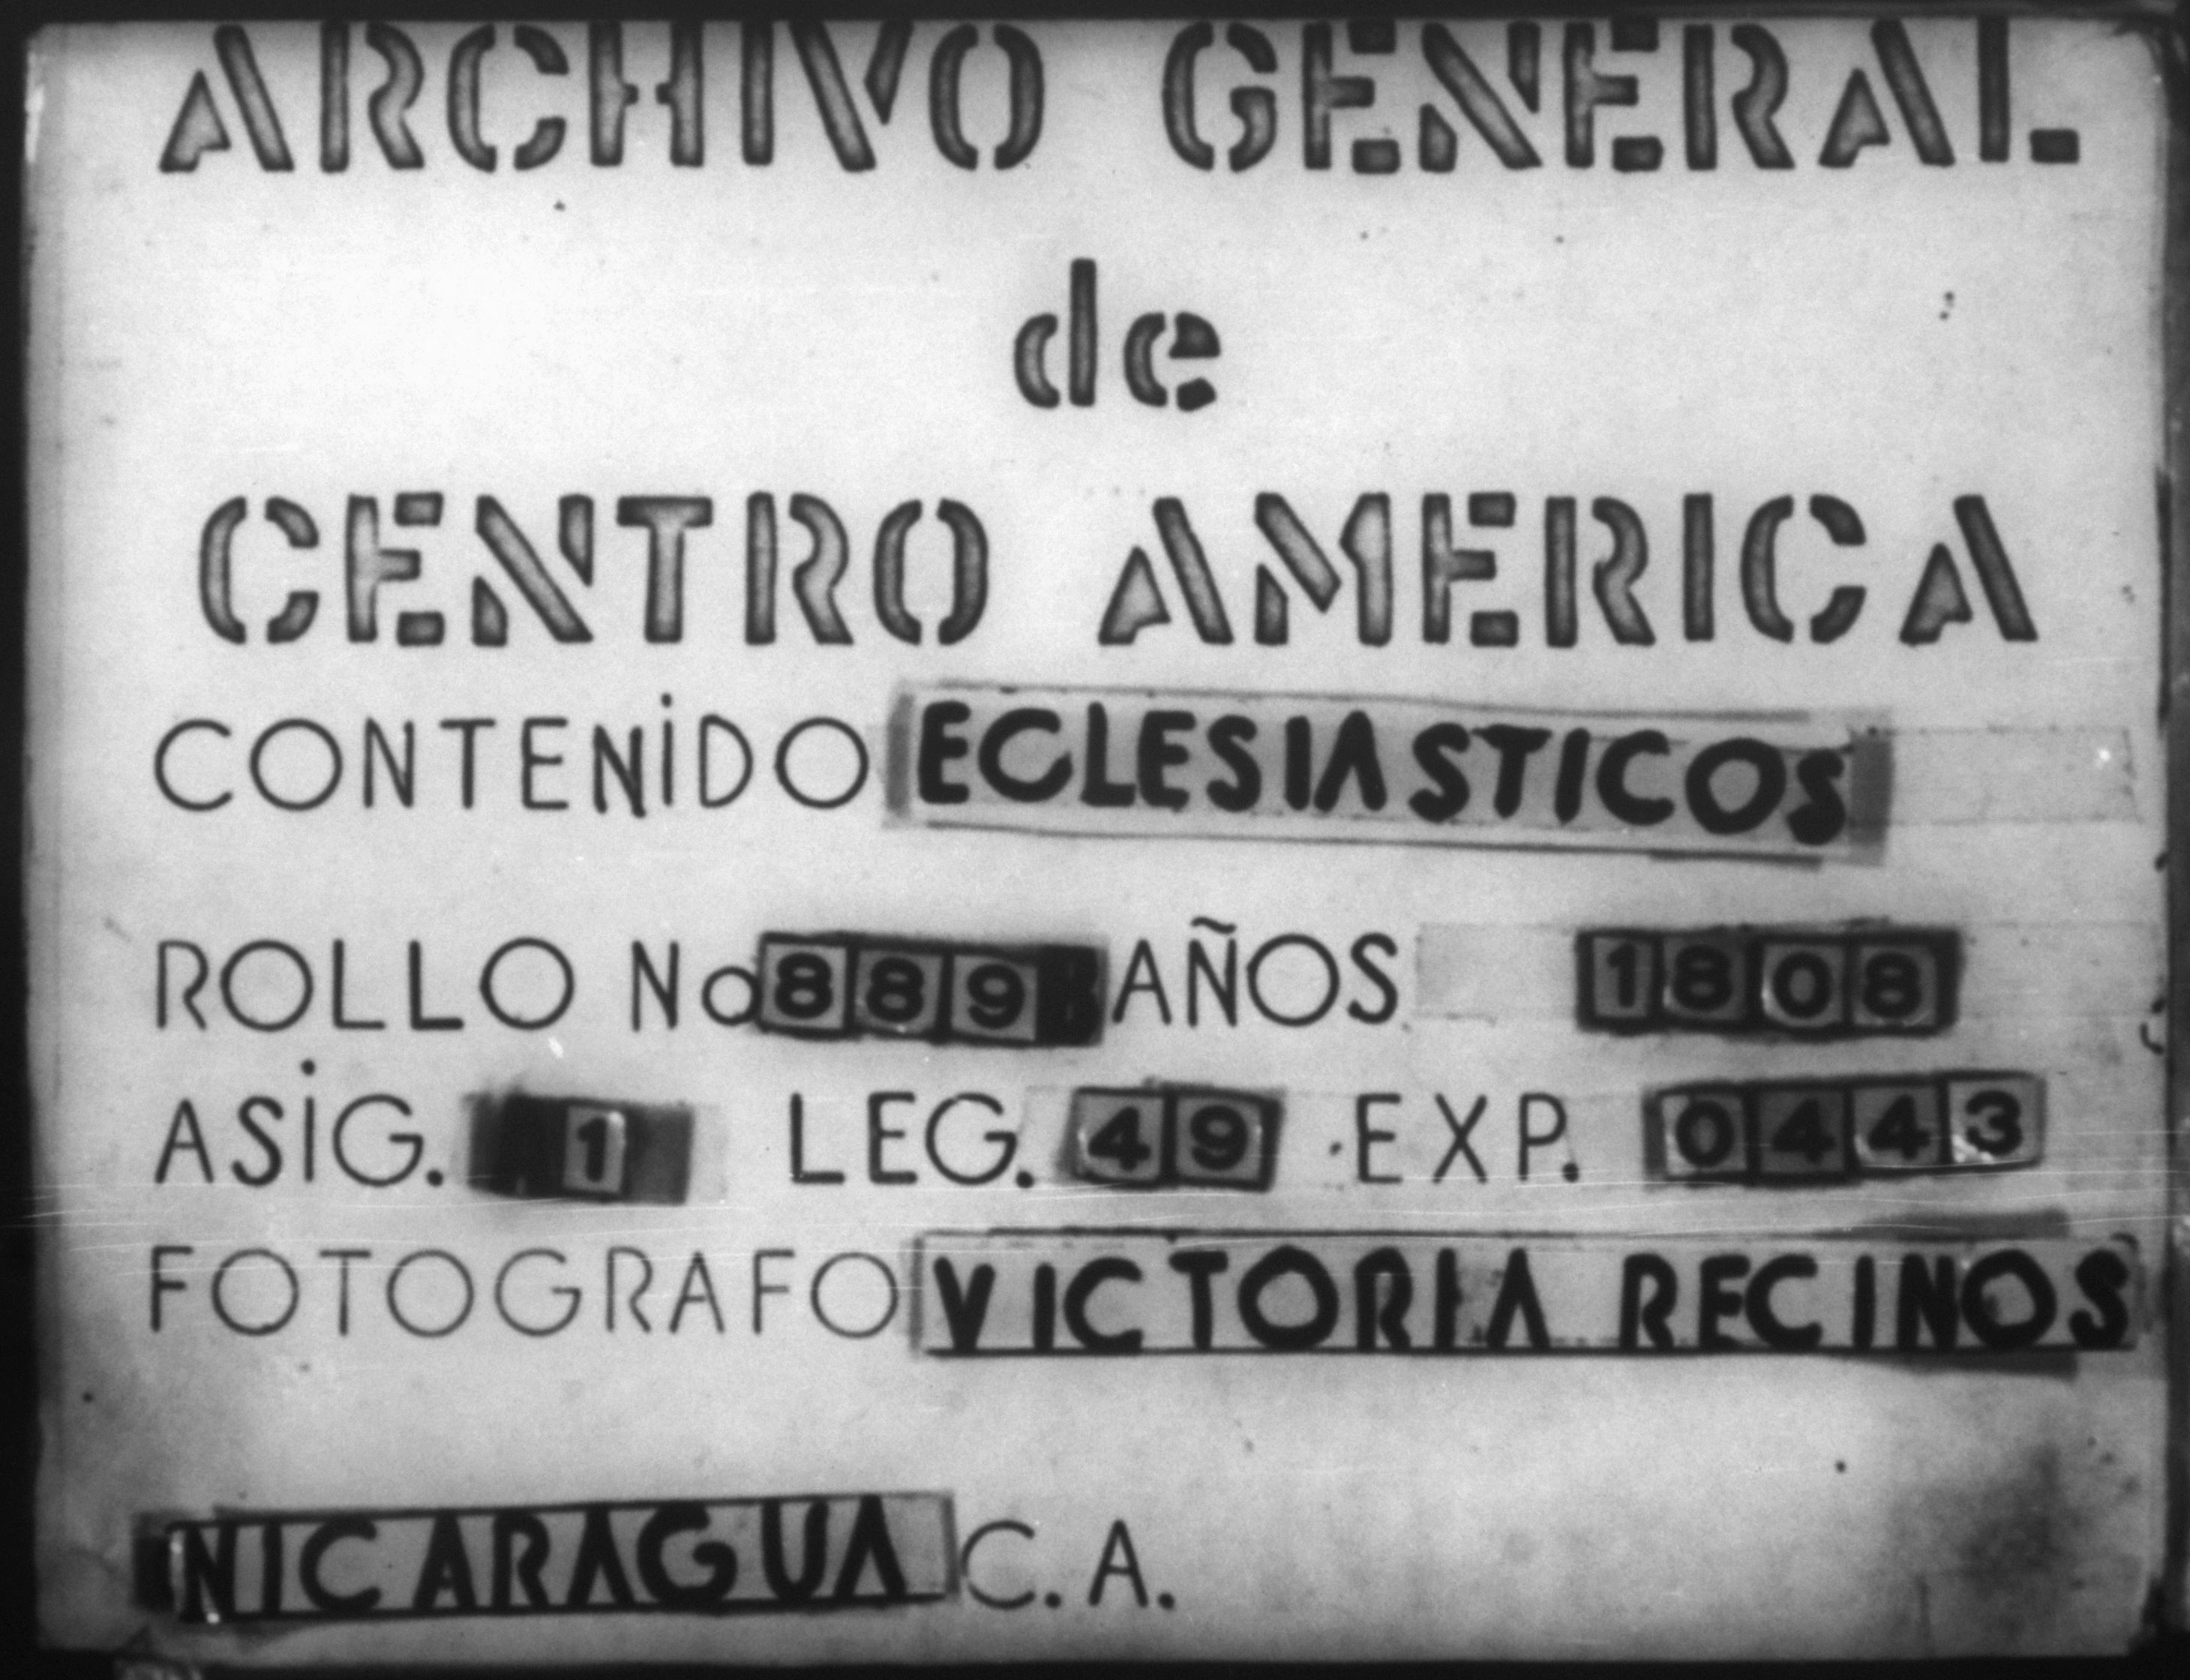 ARCHIVO GENERAL
de
CENTRO AMERICA
CONTENIDO ECLESIASTICOS
ROLLO No 889 AÑOS 1808
ASIG. 1 LEG. 49 EXP. 0443
FOTOGRAFO VICTORIA RECINOS
NICARAGUA C. A.